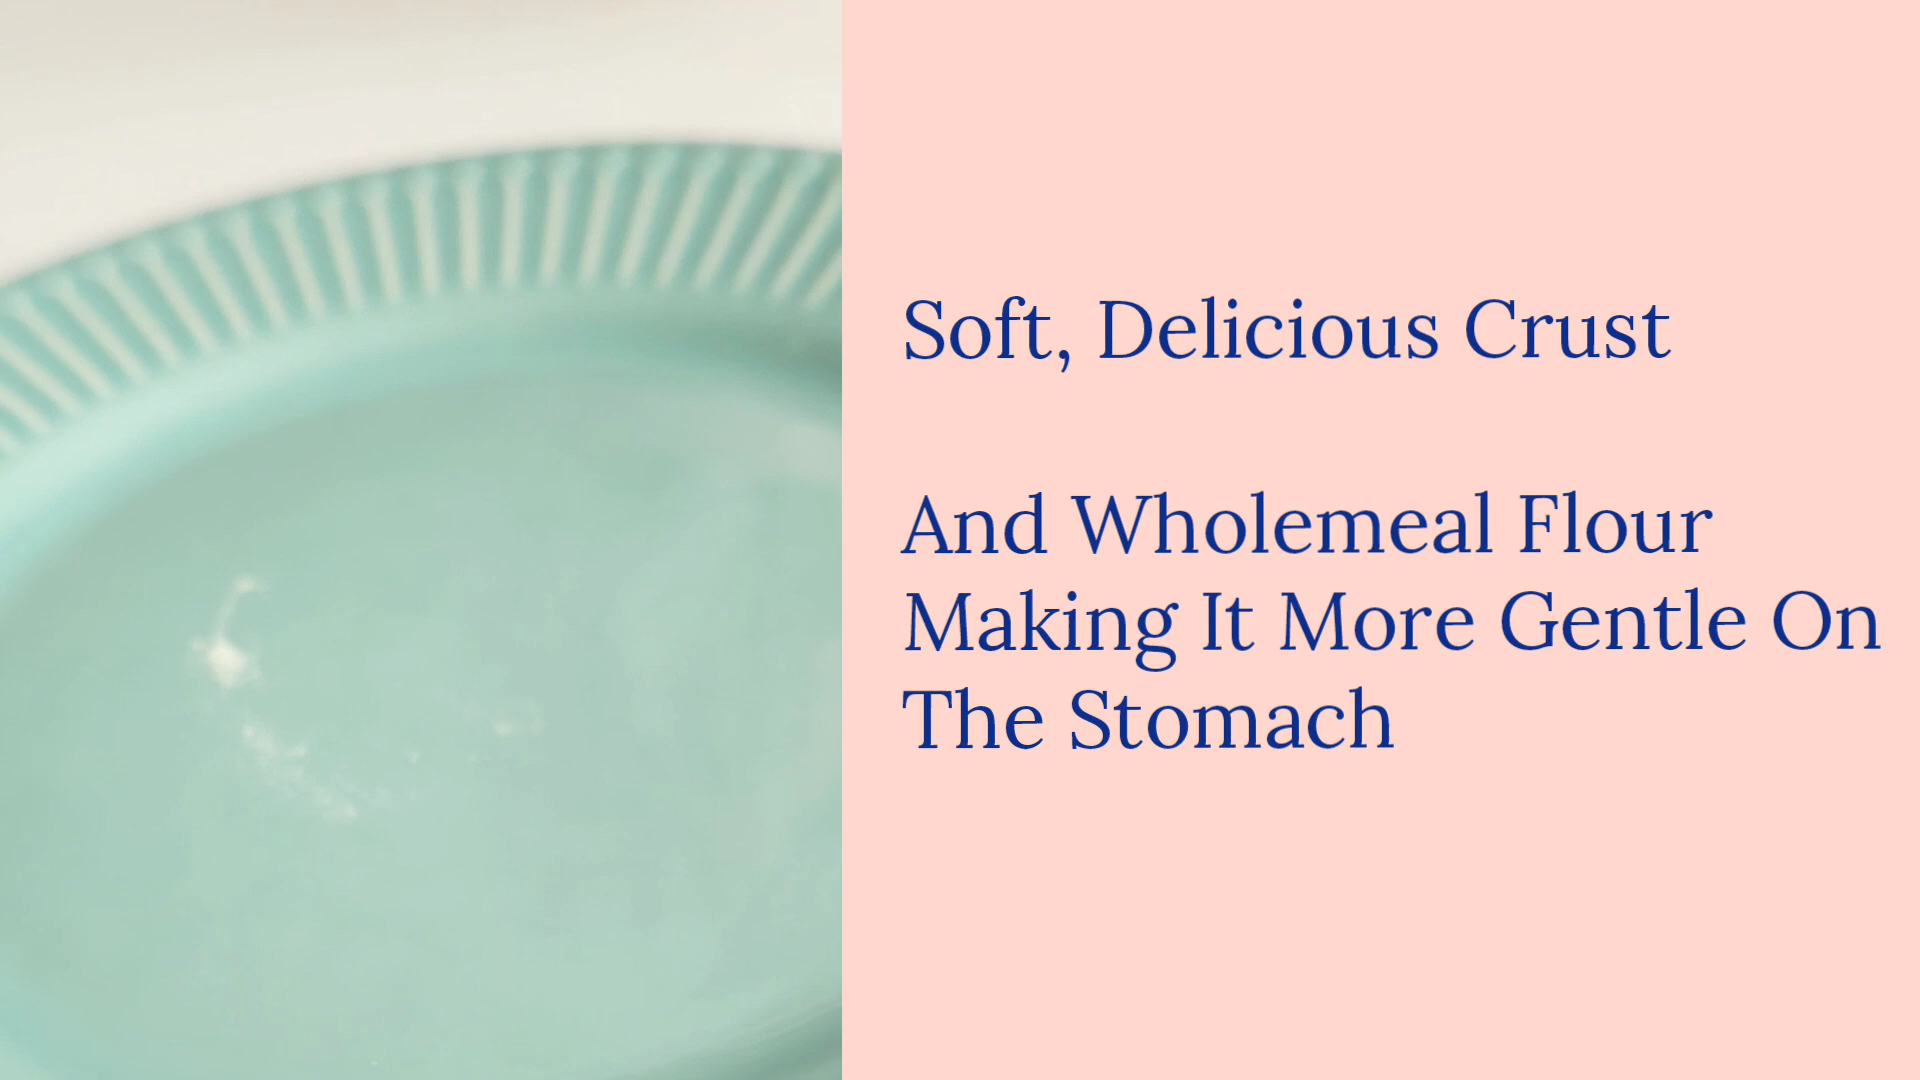 Soft, Delicious Crust
And Wholemeal Flour
Making It More Gentle On
The Stomach